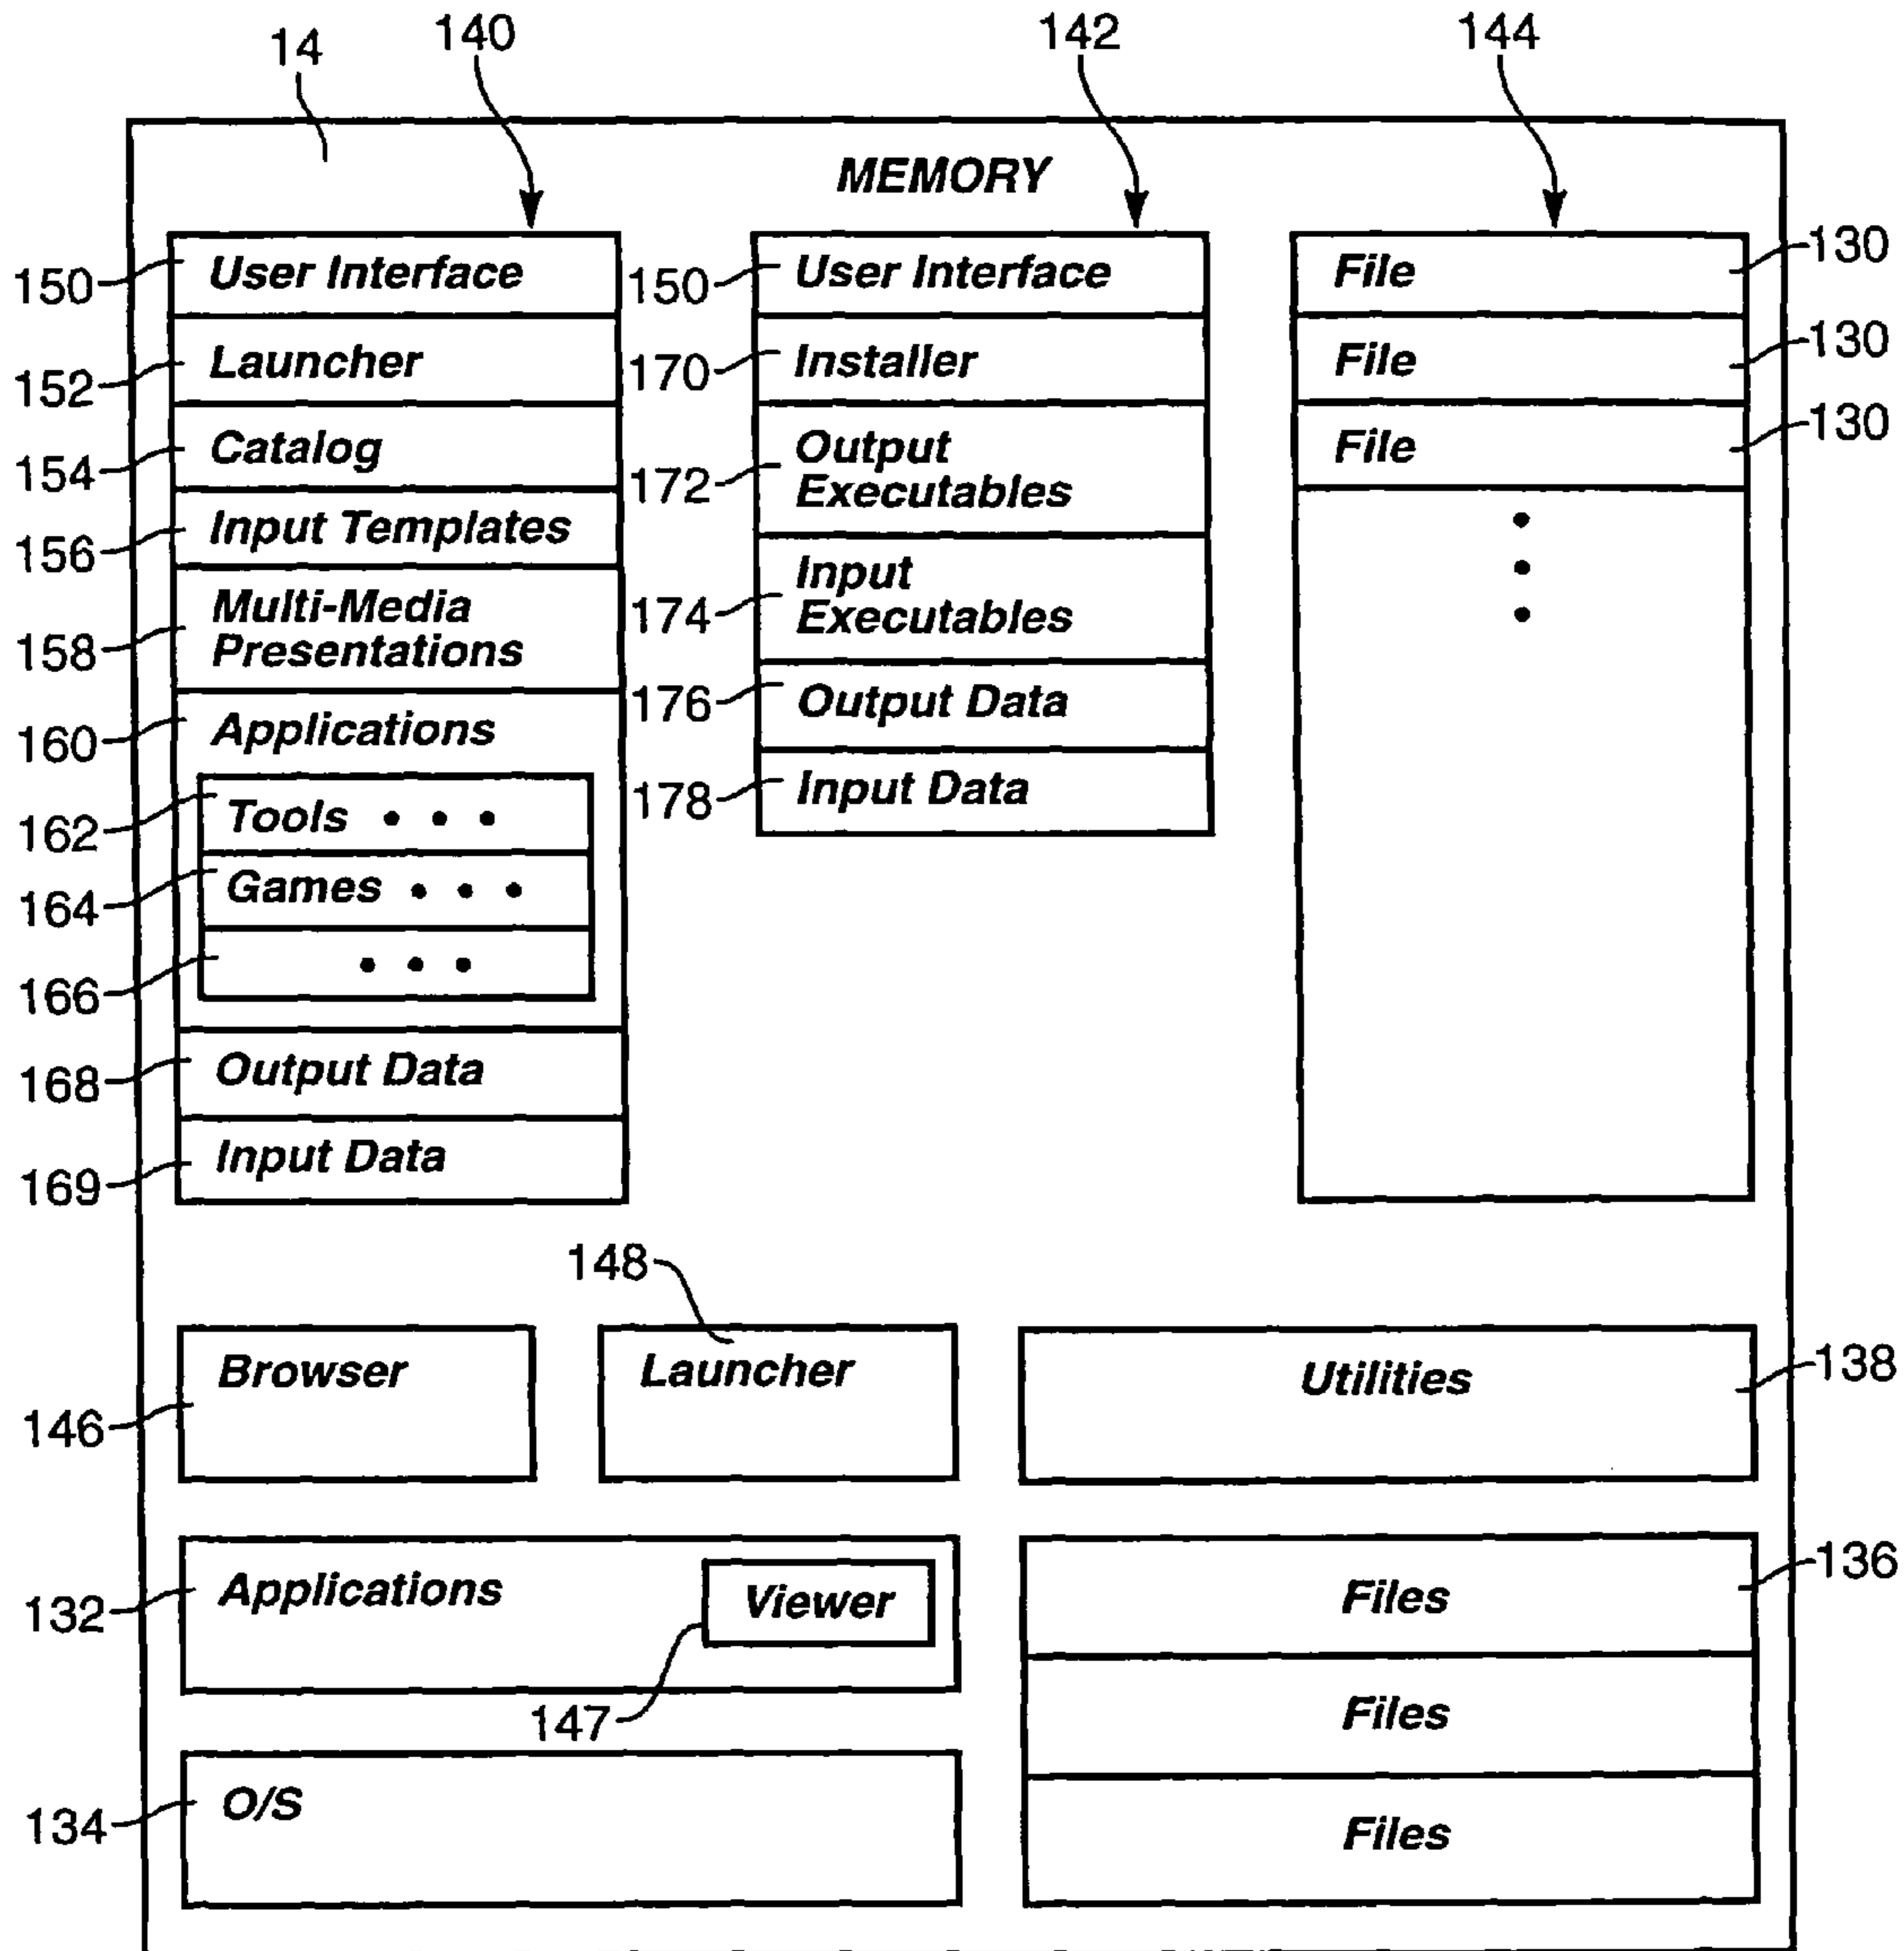 14
140
142
144
MEMORY
150
User Interface
152
Launcher
154
Catalog
156
Input Templates
158
Multi-Media
Presentations
160
Applications
162
Tools • • •
164
Games • • •
166
• • •
168
Output Data
169
Input Data
150
User Interface
170
Installer
172
Output
Executables
174
Input
Executables
176
Output Data
178
Input Data
File
130
File
130
File
130
•
•
•
146
Browser
148
Launcher
Utilities
138
132
Applications
Viewer
147
134
O/S
Files
136
Files
Files